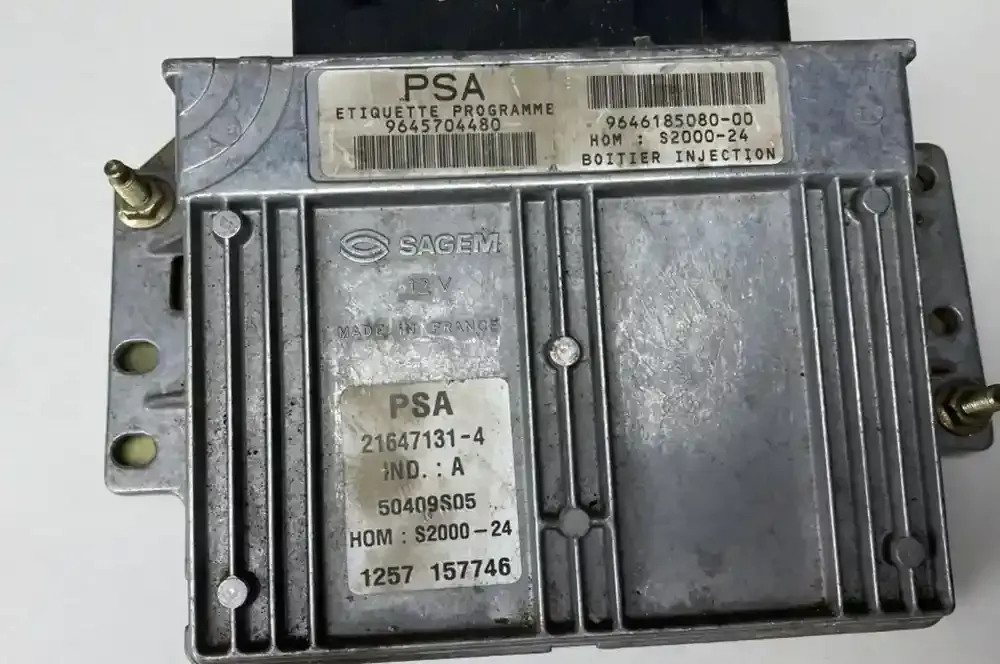 PSA
ETIQUETTE PROGRAMME
9645704480
9646185080-00
HOM : S2000-24
BOITIER INJECTION
SAGEM
12 V
MADE IN FRANCE
PSA
21647131-4
IND. : A
50409S05
HOM : S2000-24
1257 157746